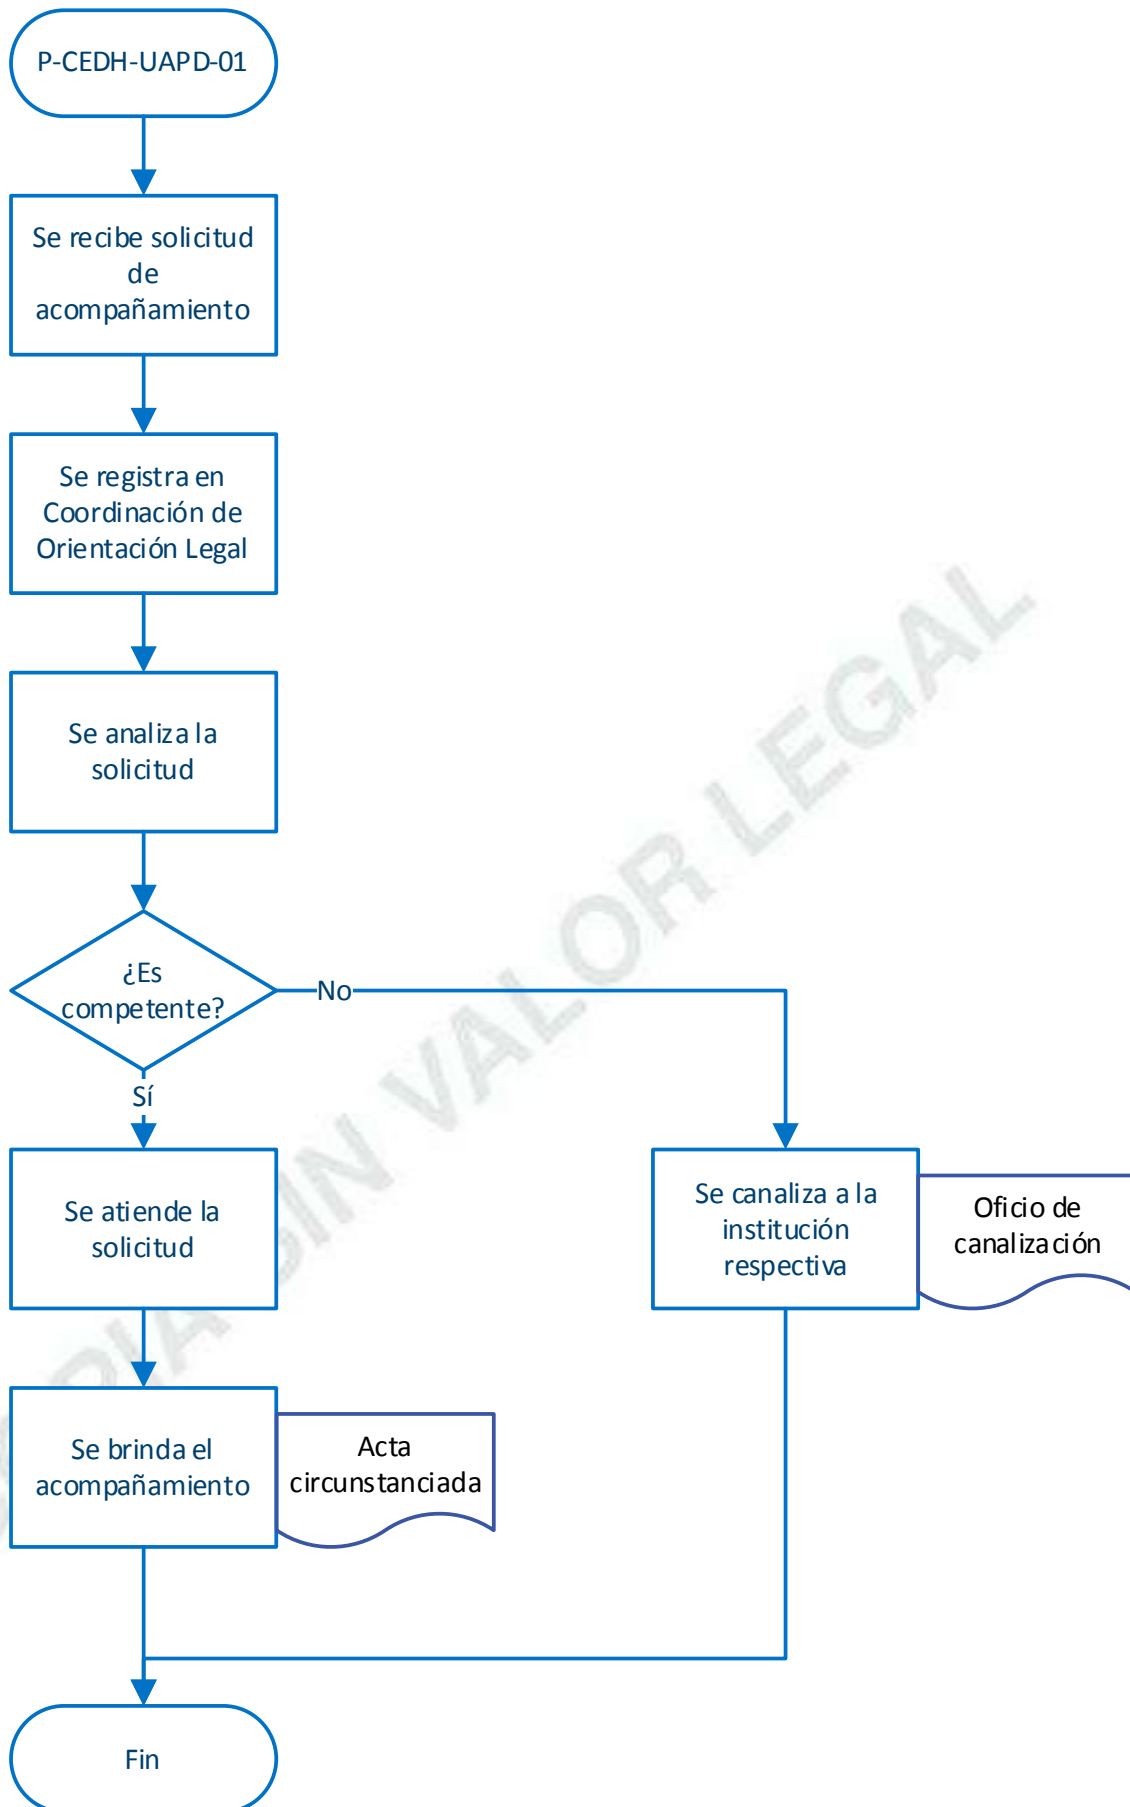 P-CEDH-UAPD-01
Se recibe solicitud
de
acompañamiento
Se registra en
Coordinación de
Orientación Legal
Se analiza la
solicitud
¿Es
competente?
No
Sí
Se atiende la
solicitud
Se canaliza a la
institución
respectiva
Oficio de
canalización
Se brinda el
acompañamiento
Acta
circunstanciada
Fin
SIN VALOR LEGAL